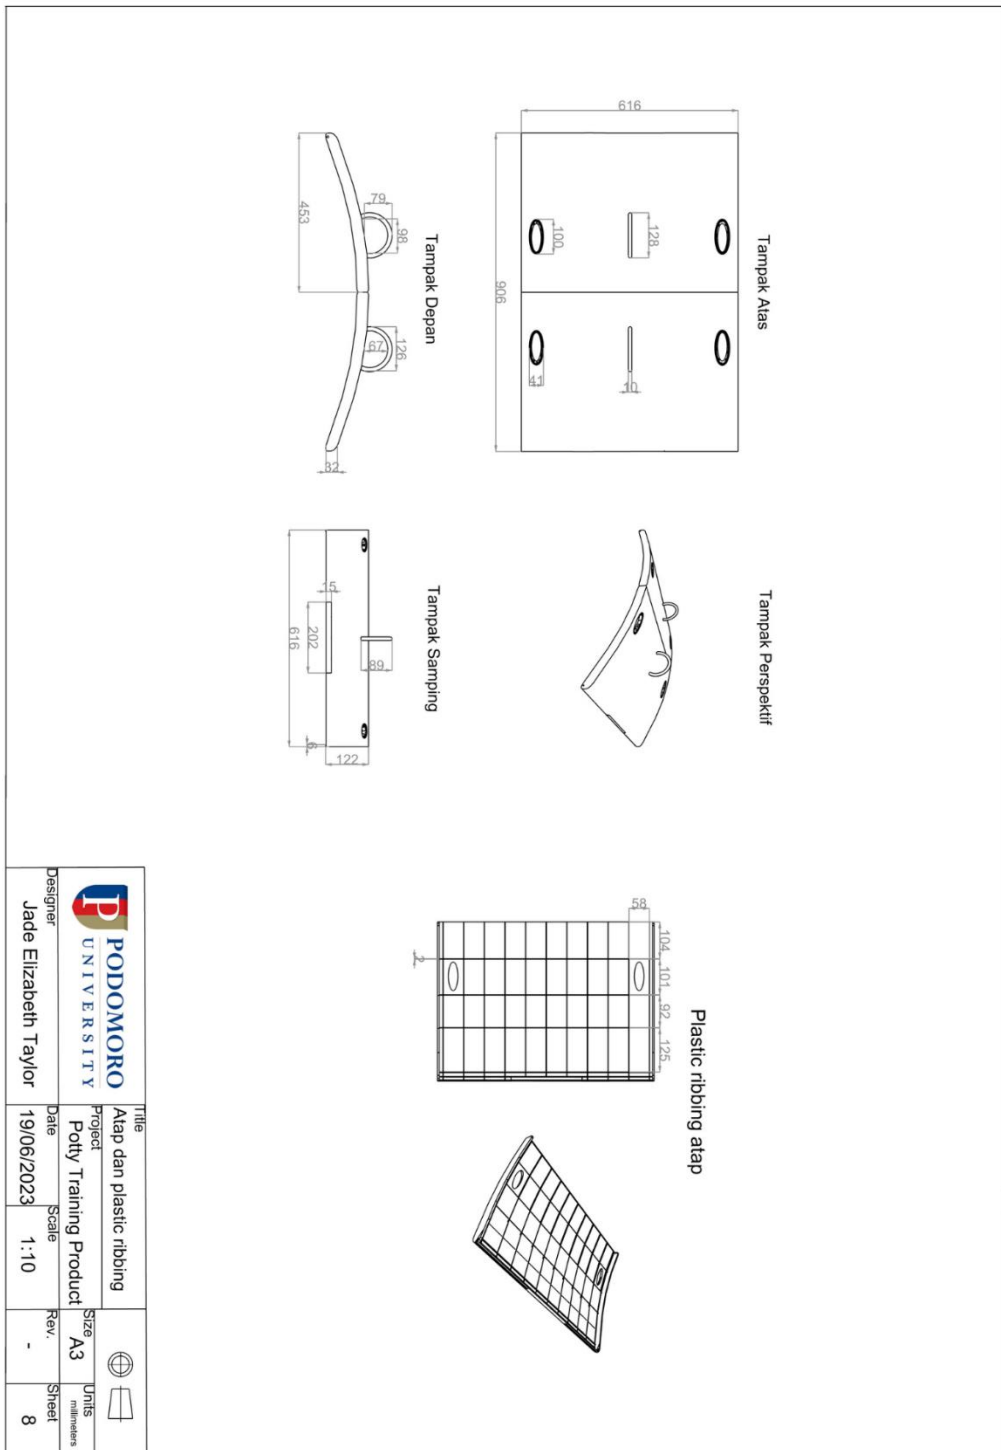 Tampak Atas
616
906
100
128
41
10
Tampak Perspektif
Tampak Depan
453
79
98
67
126
32
Tampak Samping
15
202
616
89
6
122
Plastic ribbing atap
58
104
101
92
125
2
PODOMORO
UNIVERSITY
Designer
Jade Elizabeth Taylor
Title
Atap dan plastic ribbing
Project
Potty Training Product
Date
19/06/2023
Scale
1:10
Size
A3
Units
millimeters
Rev.
-
Sheet
8